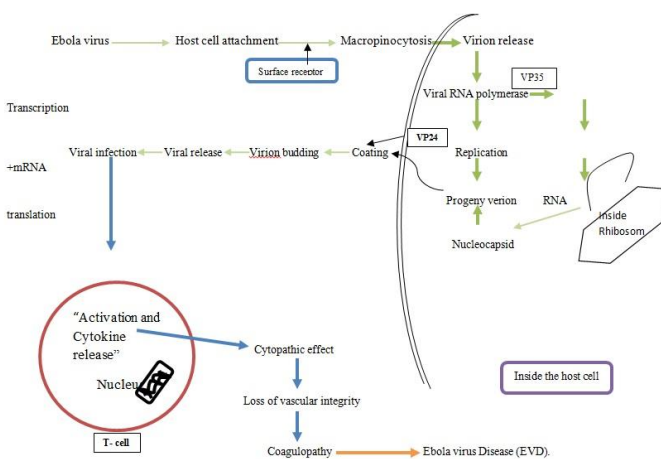 Ebola virus
Host cell attachment
Macropinocytosis
Virion release
Surface receptor
VP35
Viral RNA polymerase
Transcription
VP24
Viral infection
Viral release
Virion budding
Coating
Replication
+mRNA
Progeny verion
RNA
translation
Inside
Rhibosom
Nucleocapsid
“Activation and
Cytokine
release”
Nucleu
T- cell
Cytopathic effect
Loss of vascular integrity
Coagulopathy
Ebola virus Disease (EVD).
Inside the host cell